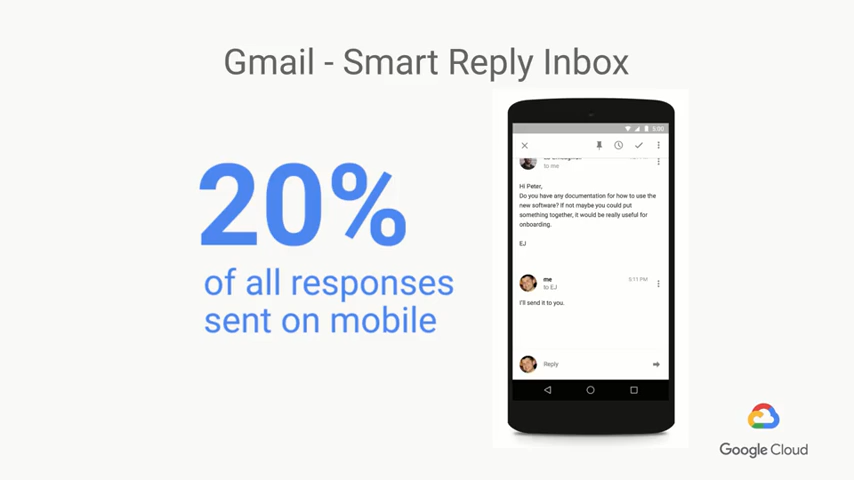 Gmail - Smart Reply Inbox
20%
of all responses
sent on mobile
5:00
to me
Hi Peter,
Do you have any documentation for how to use the
new software? If not maybe you could put
something together, it would be really useful for
onboarding.
EJ
me
5:11 PM
to EJ
I'll send it to you.
Reply
Google Cloud